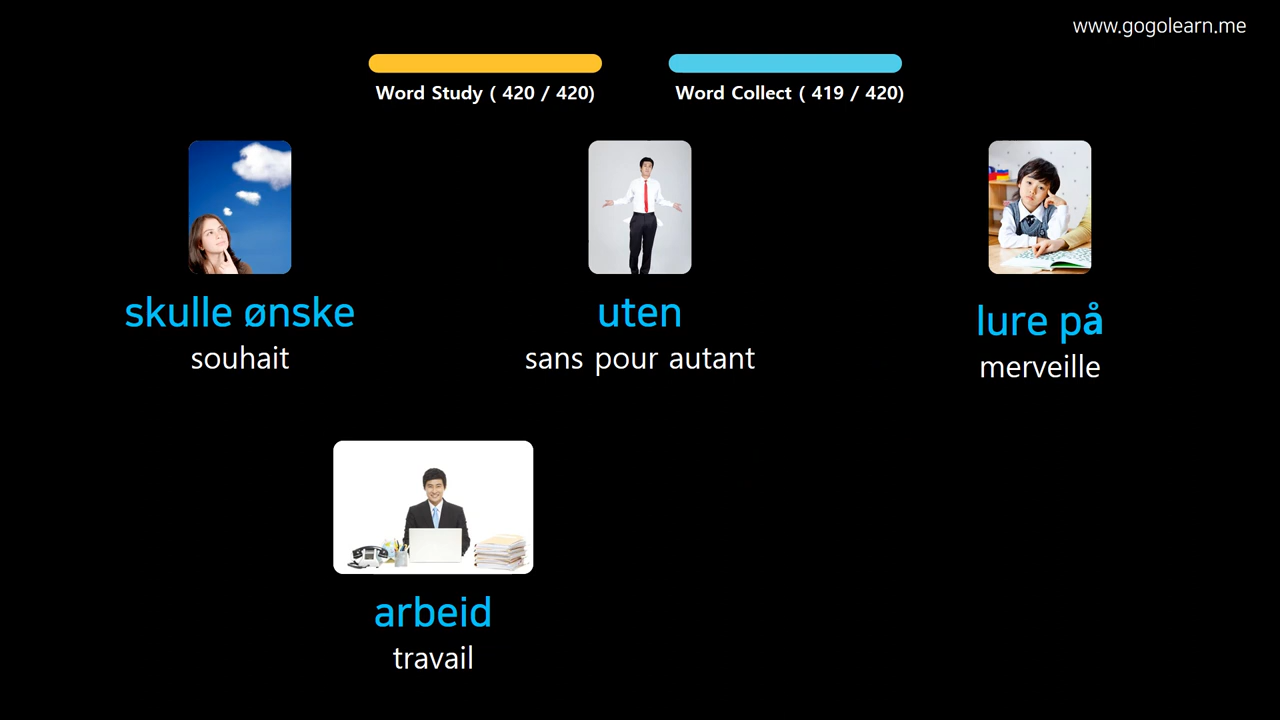 www.gogolearn.me
Word Study ( 420 / 420)
Word Collect ( 419 / 420)
skulle ønske
souhait
uten
sans pour autant
lure på
merveille
arbeid
travail